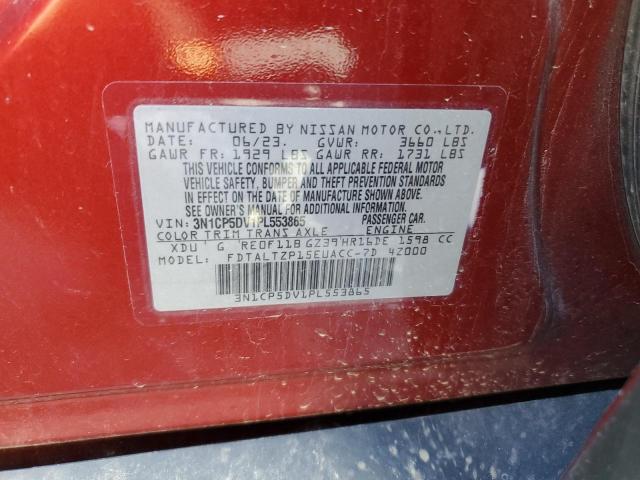 MANUFACTURED BY NISSAN MOTOR CO.,LTD.
DATE: 06/23. GVWR: 3660 LBS
GAWR FR: 1929 LBS GAWR RR: 1731 LBS
THIS VEHICLE CONFORMS TO ALL APPLICABLE FEDERAL MOTOR
VEHICLE SAFETY, BUMPER AND THEFT PREVENTION STANDARDS
IN EFFECT ON THE DATE OF MANUFACTURE SHOWN ABOVE.
SEE OWNER'S MANUAL FOR ADDITIONAL INFORMATION
VIN: 3N1CP5DV1PL553865 PASSENGER CAR.
COLOR TRIM TRANS AXLE ENGINE
XDU G RE0F11B GZ39 HR16DE 1598 CC
MODEL: FDTALTZP15EUACC-7D 4Z000
3N1CP5DV1PL553865